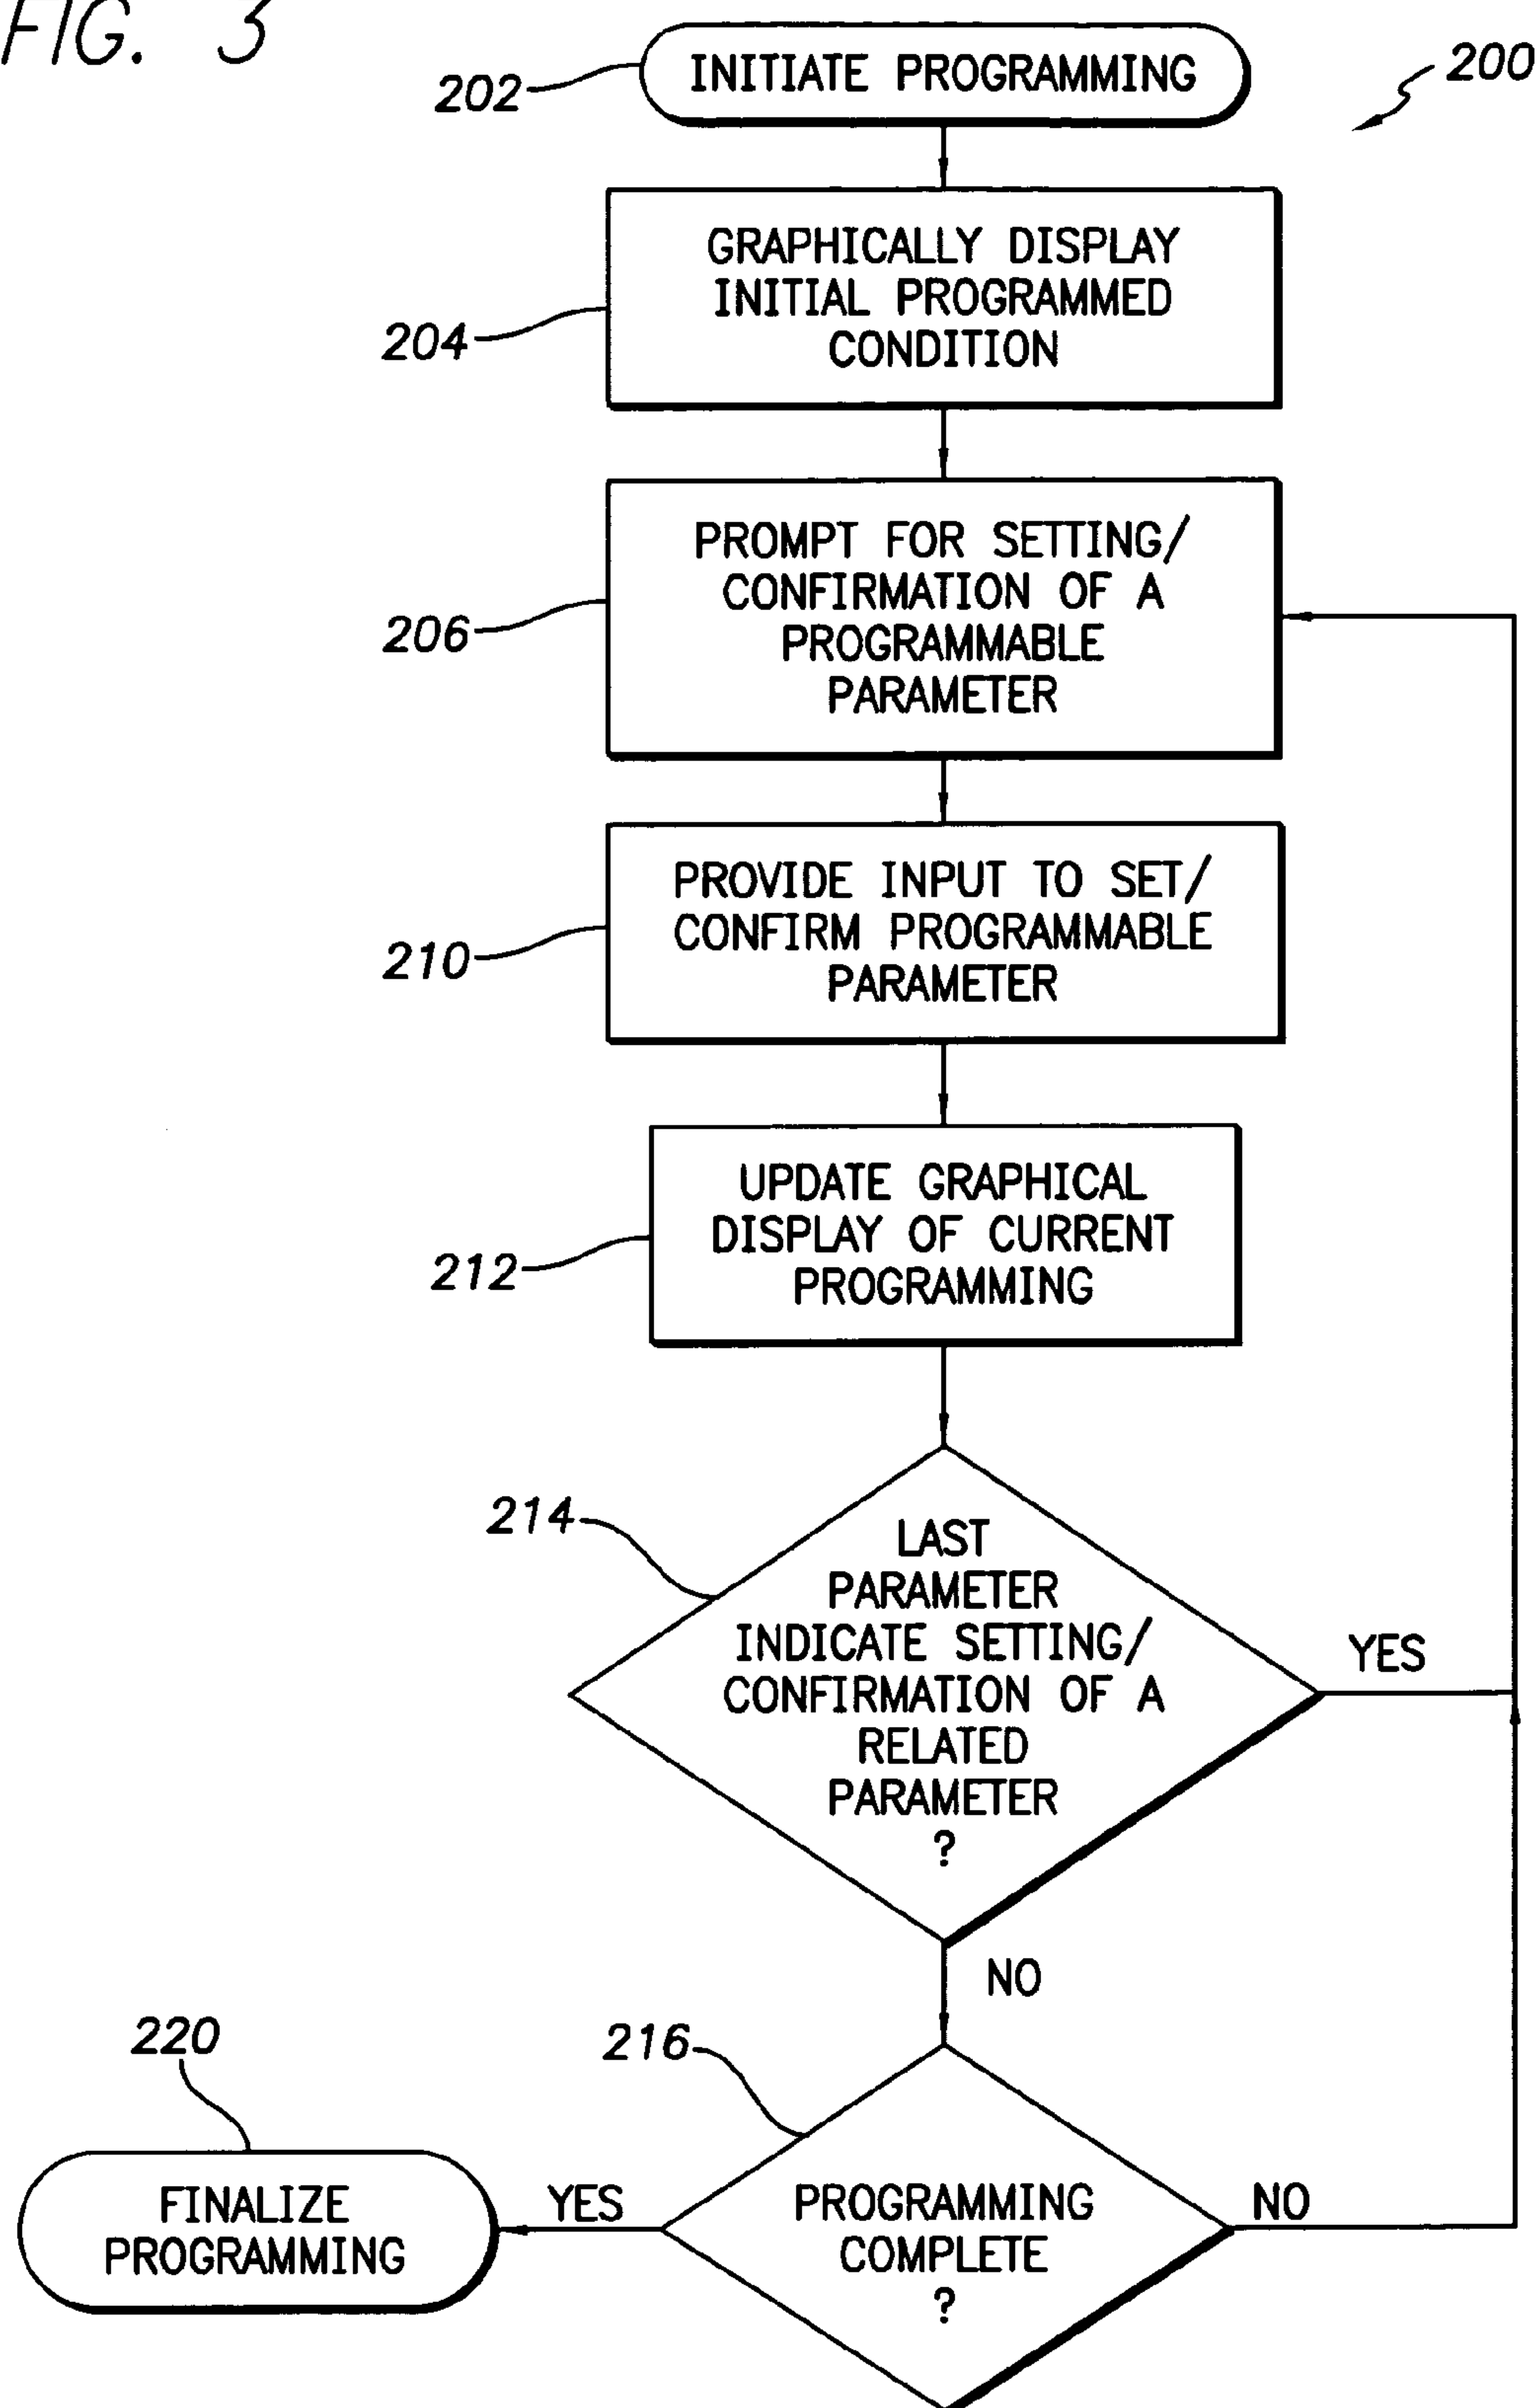 FIG. 3
INITIATE PROGRAMMING
202
200
GRAPHICALLY DISPLAY
INITIAL PROGRAMMED
CONDITION
204
PROMPT FOR SETTING/
CONFIRMATION OF A
PROGRAMMABLE
PARAMETER
206
PROVIDE INPUT TO SET/
CONFIRM PROGRAMMABLE
PARAMETER
210
UPDATE GRAPHICAL
DISPLAY OF CURRENT
PROGRAMMING
212
214
LAST
PARAMETER
INDICATE SETTING/
CONFIRMATION OF A
RELATED
PARAMETER
?
YES
NO
220
216
FINALIZE
PROGRAMMING
YES
PROGRAMMING
COMPLETE
?
NO